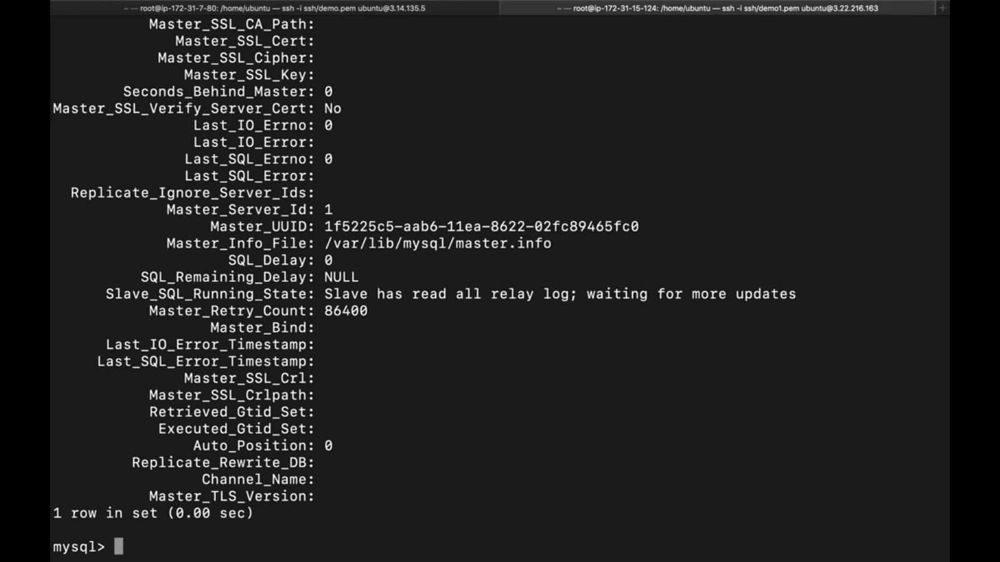 ~ — root@ip-172-31-7-80: /home/ubuntu — ssh -i ssh/demo.pem ubuntu@3.14.135.5
~ — root@ip-172-31-15-124: /home/ubuntu — ssh -i ssh/demo1.pem ubuntu@3.22.216.163 +
Master_SSL_CA_Path:
Master_SSL_Cert:
Master_SSL_Cipher:
Master_SSL_Key:
Seconds_Behind_Master: 0
Master_SSL_Verify_Server_Cert: No
Last_IO_Errno: 0
Last_IO_Error:
Last_SQL_Errno: 0
Last_SQL_Error:
Replicate_Ignore_Server_Ids:
Master_Server_Id: 1
Master_UUID: 1f5225c5-aab6-11ea-8622-02fc89465fc0
Master_Info_File: /var/lib/mysql/master.info
SQL_Delay: 0
SQL_Remaining_Delay: NULL
Slave_SQL_Running_State: Slave has read all relay log; waiting for more updates
Master_Retry_Count: 86400
Master_Bind:
Last_IO_Error_Timestamp:
Last_SQL_Error_Timestamp:
Master_SSL_Crl:
Master_SSL_Crlpath:
Retrieved_Gtid_Set:
Executed_Gtid_Set:
Auto_Position: 0
Replicate_Rewrite_DB:
Channel_Name:
Master_TLS_Version:
1 row in set (0.00 sec)
mysql>